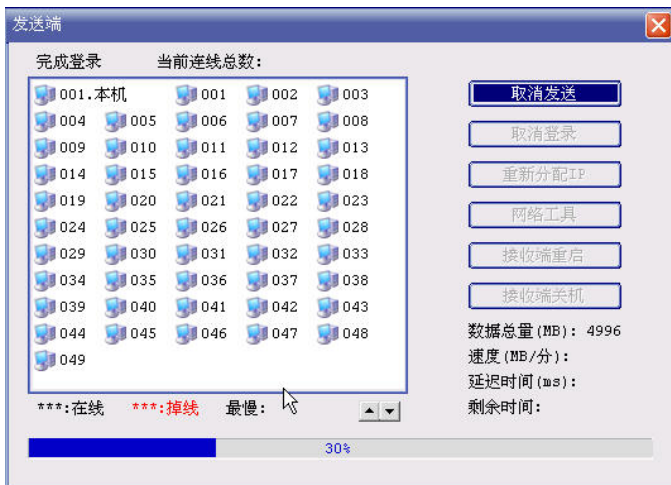 发送端
完成登录 当前连线总数:
001.本机 001 002 003
004 005 006 007 008
009 010 011 012 013
014 015 016 017 018
019 020 021 022 023
024 025 026 027 028
029 030 031 032 033
034 035 036 037 038
039 040 041 042 043
044 045 046 047 048
049
***:在线 ***:掉线 最慢:
取消发送
取消登录
重新分配IP
网络工具
接收端重启
接收端关机
数据总量(MB): 4996
速度(MB/分):
延迟时间(ms):
剩余时间:
30%